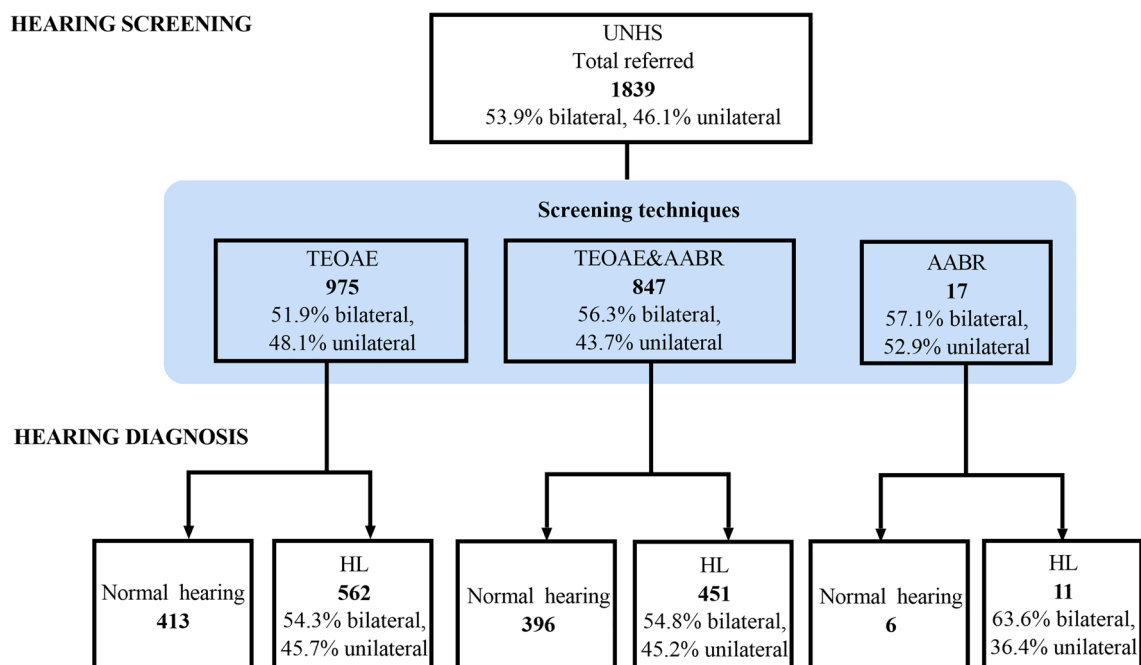 HEARING SCREENING
UNHS
Total referred
1839
53.9% bilateral, 46.1% unilateral
Screening techniques
TEOAE
975
51.9% bilateral,
48.1% unilateral
TEOAE&AABR
847
56.3% bilateral,
43.7% unilateral
AABR
17
57.1% bilateral,
52.9% unilateral
HEARING DIAGNOSIS
Normal hearing
413
HL
562
54.3% bilateral,
45.7% unilateral
Normal hearing
396
HL
451
54.8% bilateral,
45.2% unilateral
Normal hearing
6
HL
11
63.6% bilateral,
36.4% unilateral